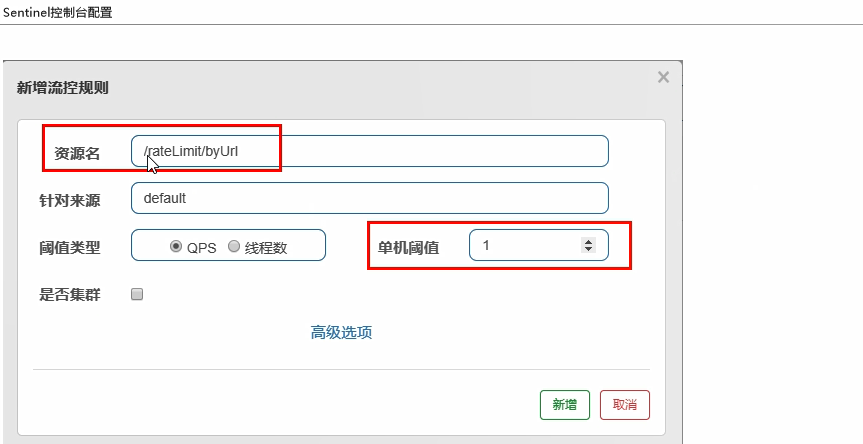 Sentinel控制台配置
新增流控规则
×
资源名 /rateLimit/byUrl
针对来源 default
阈值类型 QPS 线程数 单机阈值 1
是否集群
高级选项
新增 取消